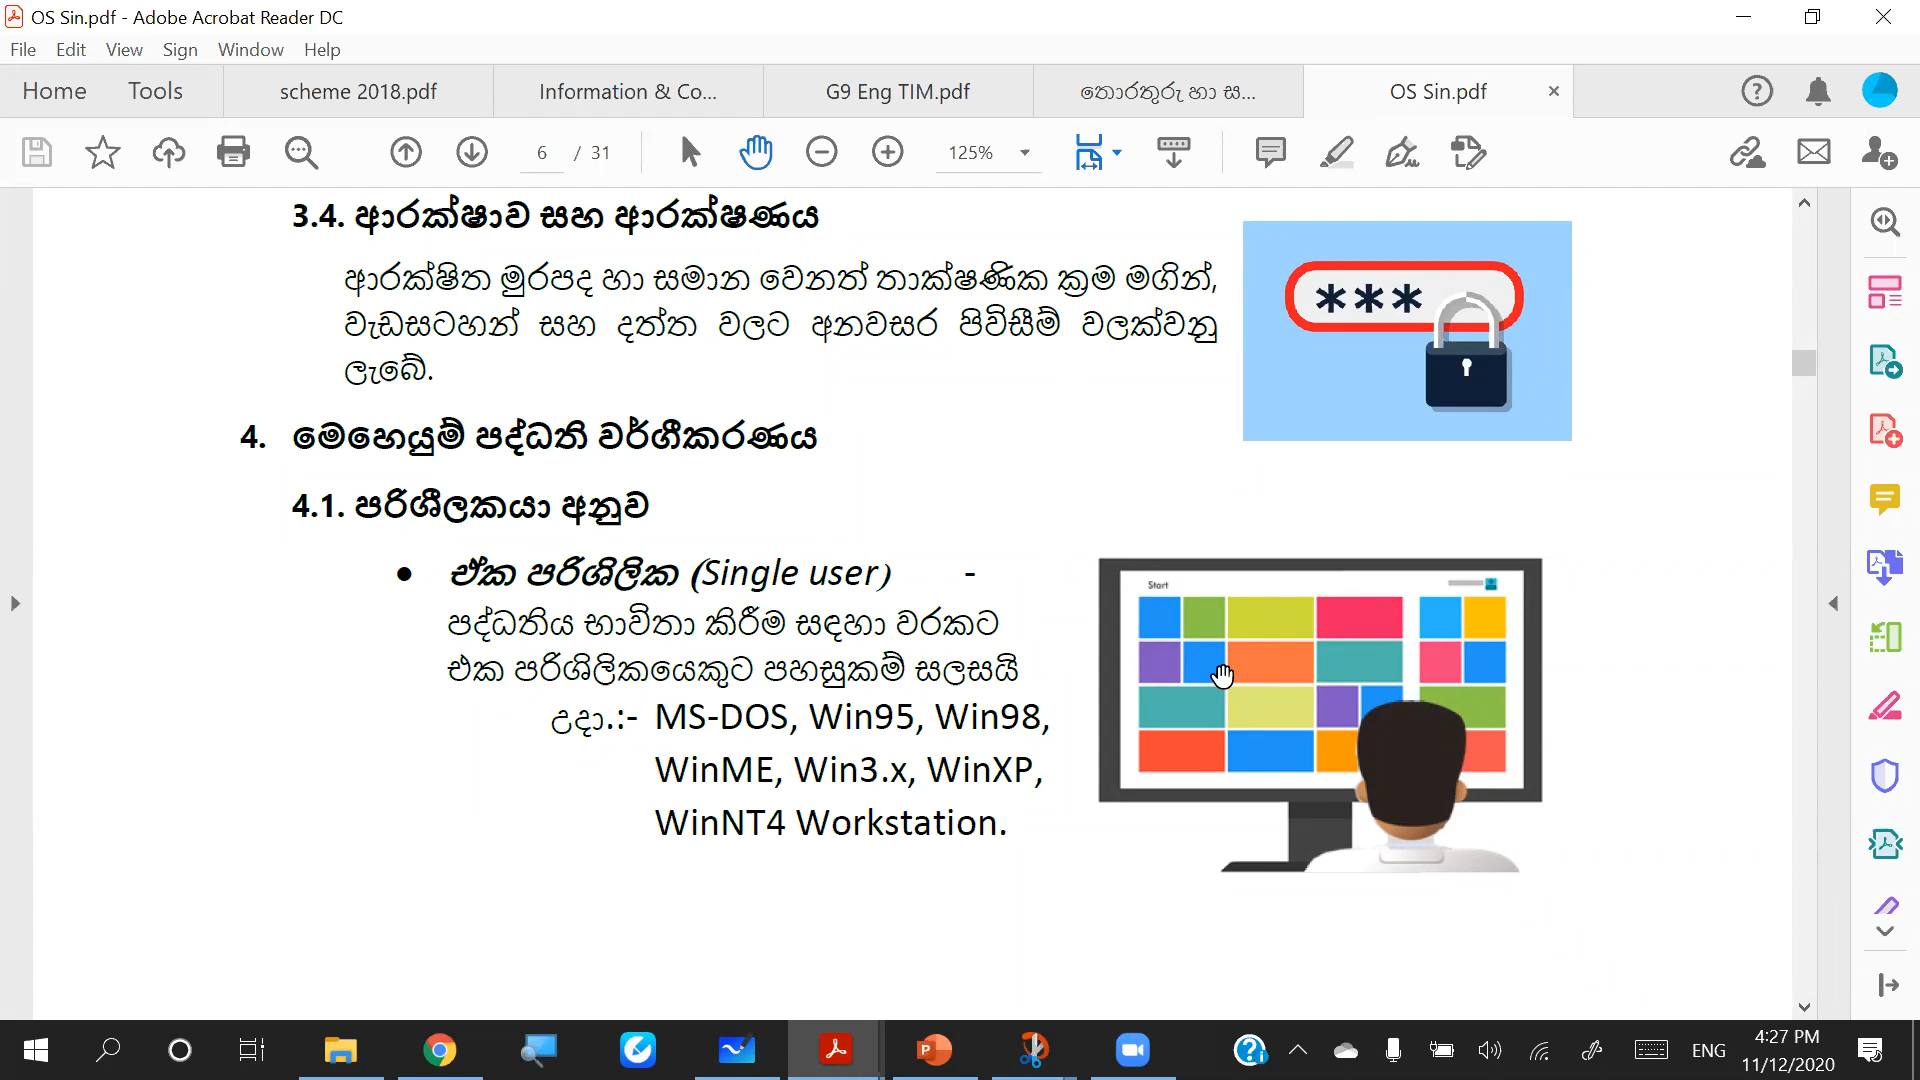 OS Sin.pdf - Adobe Acrobat Reader DC
File Edit View Sign Window Help
Home Tools scheme 2018.pdf Information & Co... G9 Eng TIM.pdf තොරතුරු හා ස... OS Sin.pdf
6 / 31 125%
3.4. ආරක්ෂාව සහ ආරක්ෂණය
ආරක්ෂිත මුරපද හා සමාන වෙනත් තාක්ෂණික ක්‍රම මගින්,
වැඩසටහන් සහ දත්ත වලට අනවසර පිවිසීම් වලක්වනු
ලැබේ.
***
4. මෙහෙයුම් පද්ධති වර්ගීකරණය
4.1. පරිශීලකයා අනුව
● ඒක පරිශිලික (Single user) -
පද්ධතිය භාවිතා කිරීම සඳහා වරකට
එක පරිශිලිකයෙකුට පහසුකම් සලසයි
උදා.:- MS-DOS, Win95, Win98,
WinME, Win3.x, WinXP,
WinNT4 Workstation.
Start
ENG
4:27 PM
11/12/2020